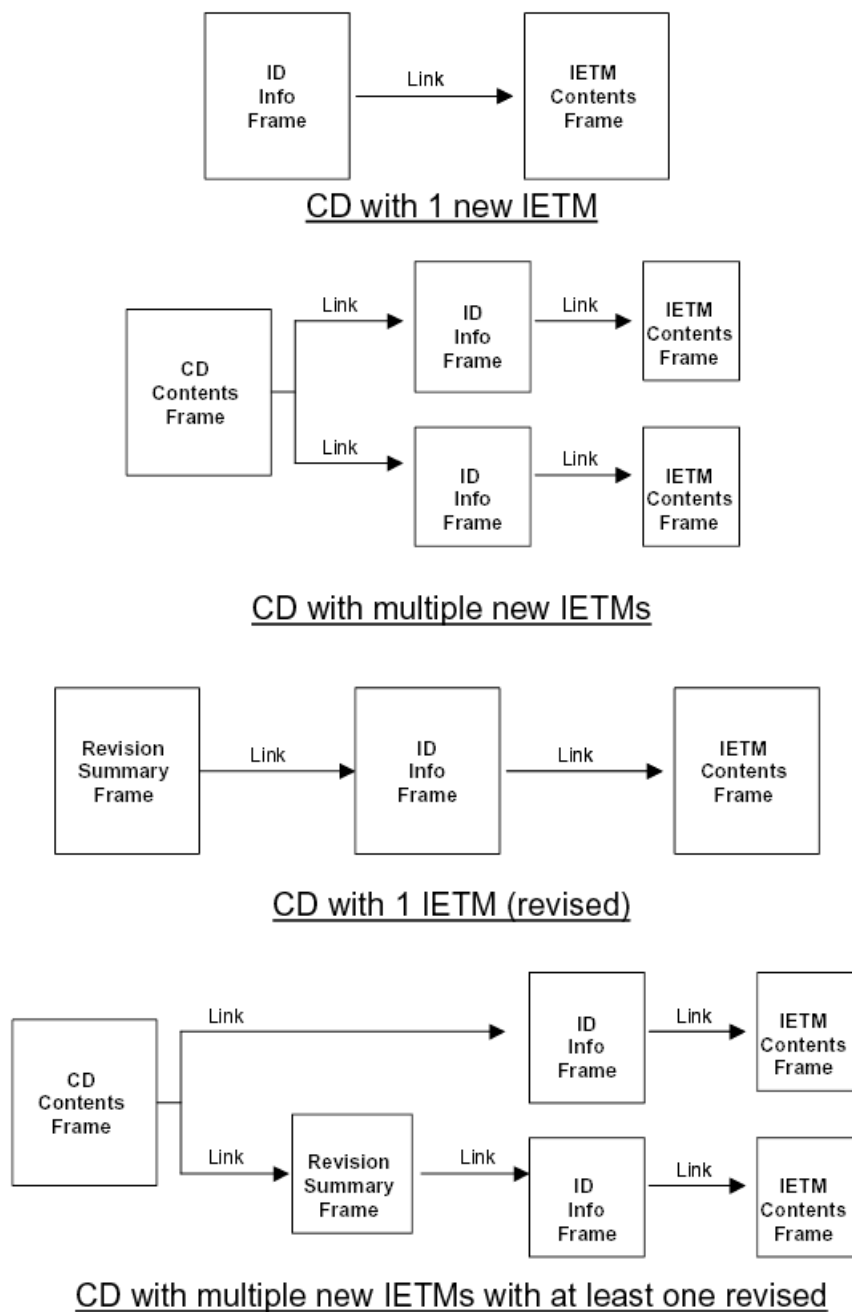 ID
Info
Frame
Link
IETM
Contents
Frame
CD with 1 new IETM
CD
Contents
Frame
Link
ID
Info
Frame
Link
IETM
Contents
Frame
Link
ID
Info
Frame
Link
IETM
Contents
Frame
CD with multiple new IETMs
Revision
Summary
Frame
Link
ID
Info
Frame
Link
IETM
Contents
Frame
CD with 1 IETM (revised)
CD
Contents
Frame
Link
ID
Info
Frame
Link
IETM
Contents
Frame
Link
Revision
Summary
Frame
Link
ID
Info
Frame
Link
IETM
Contents
Frame
CD with multiple new IETMs with at least one revised